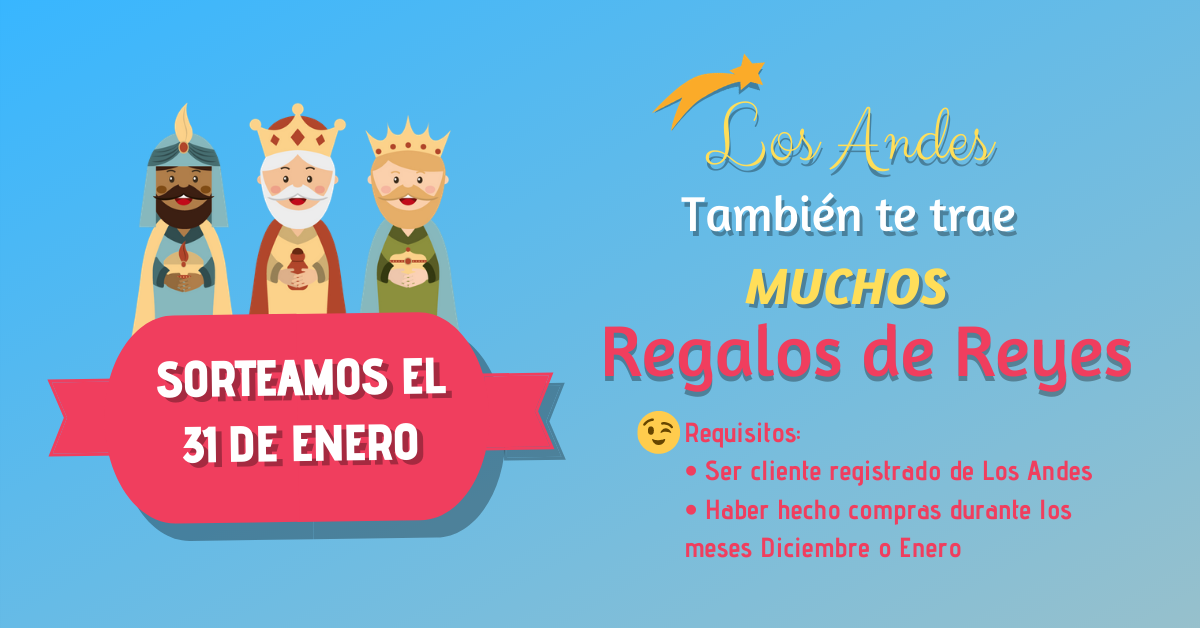 SORTEAMOS EL
31 DE ENERO
Los Andes
También te trae
MUCHOS
Regalos de Reyes
Requisitos:
• Ser cliente registrado de Los Andes
• Haber hecho compras durante los
meses Diciembre o Enero